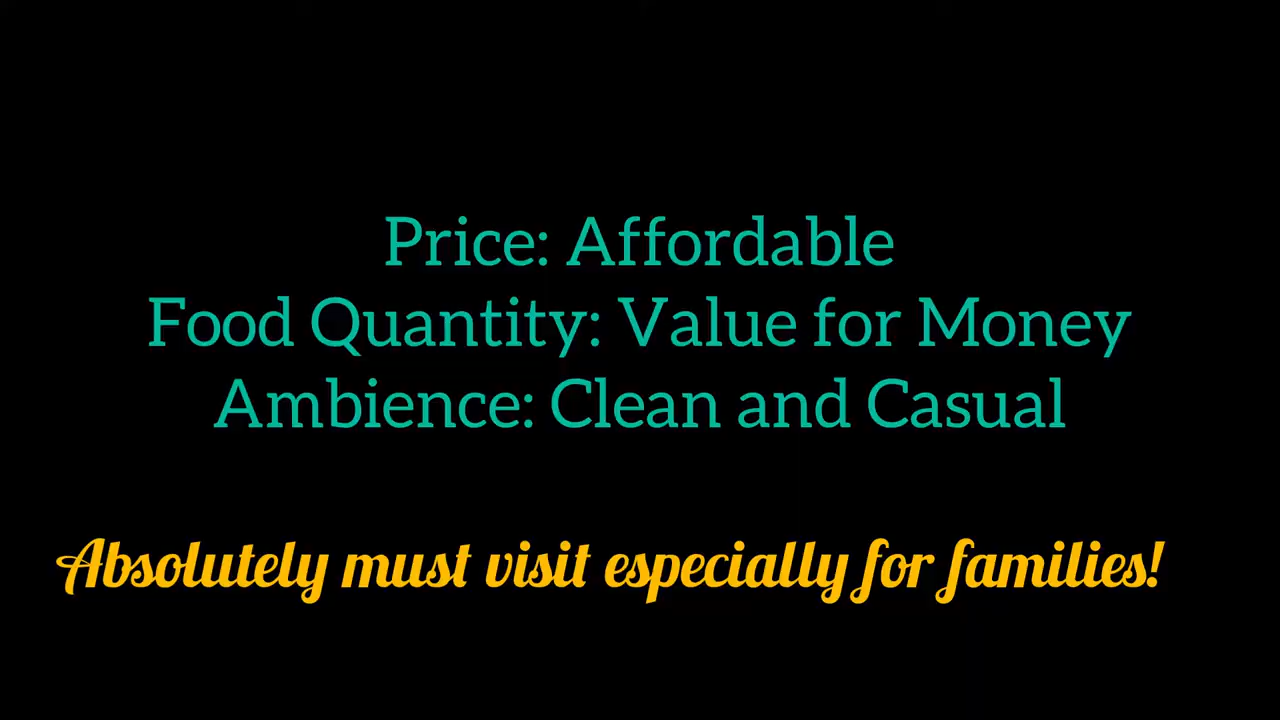 Price: Affordable
Food Quantity: Value for Money
Ambience: Clean and Casual
Absolutely must visit especially for families!